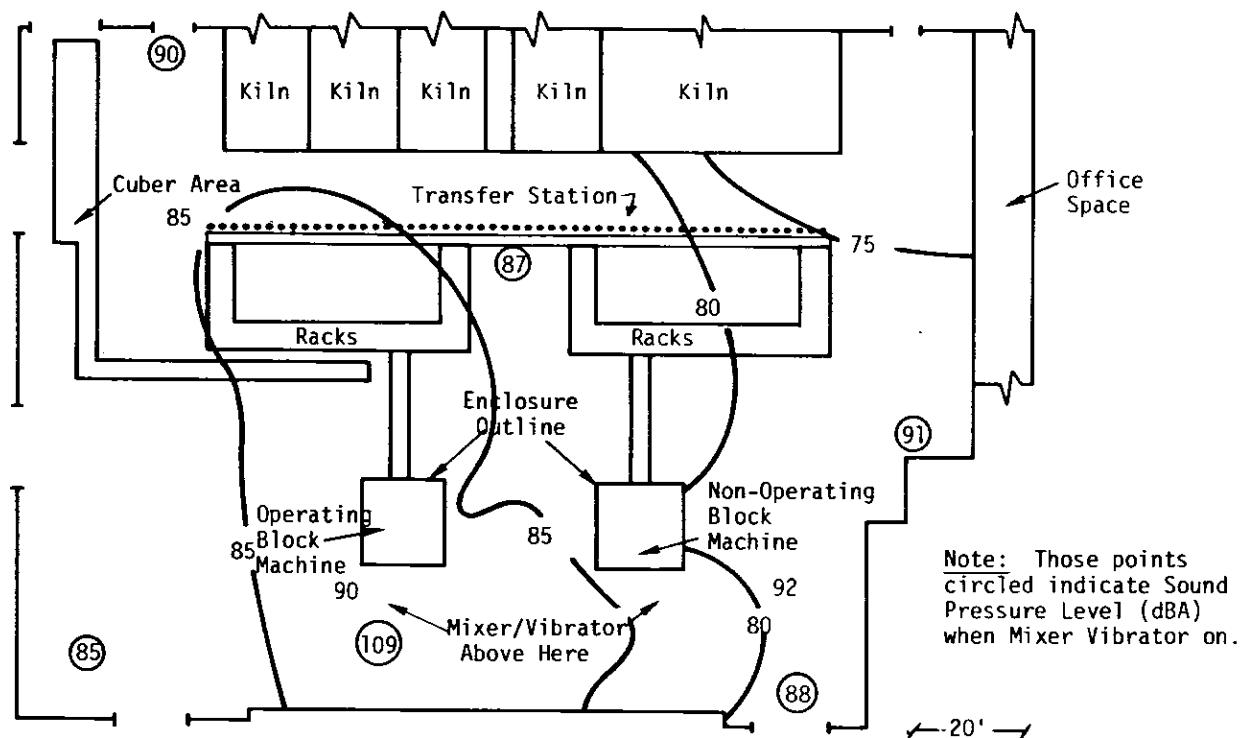 90
Kiln Kiln Kiln Kiln Kiln
Cuber Area
Transfer Station
Office
Space
85
75
87
80
Racks
Racks
Enclosure
Outline
91
Operating
Block
Machine
Non-Operating
Block
Machine
85
85
90
92
80
Mixer/Vibrator
Above Here
109
85
88
Note: Those points
circled indicate Sound
Pressure Level (dBA)
when Mixer Vibrator on.
20'